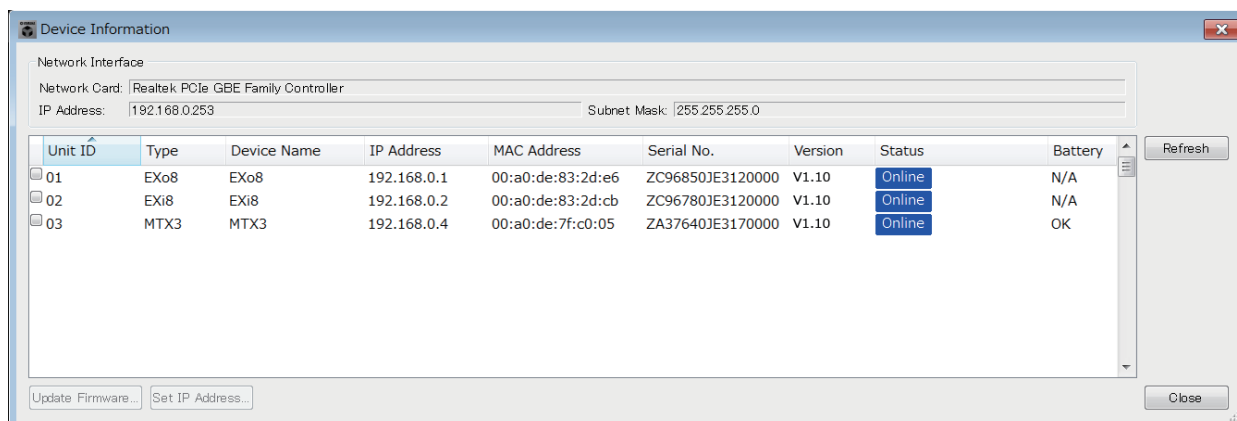 Device Information
Network Interface
Network Card: Realtek PCIe GBE Family Controller
IP Address: 192.168.0.253 Subnet Mask: 255.255.255.0
Unit ID Type Device Name IP Address MAC Address Serial No. Version Status Battery Refresh
01 EXo8 EXo8 192.168.0.1 00:a0:de:83:2d:e6 ZC96850JE3120000 V1.10 Online N/A
02 EXi8 EXi8 192.168.0.2 00:a0:de:83:2d:cb ZC96780JE3120000 V1.10 Online N/A
03 MTX3 MTX3 192.168.0.4 00:a0:de:7f:c0:05 ZA37640JE3170000 V1.10 Online OK
Update Firmware... Set IP Address... Close